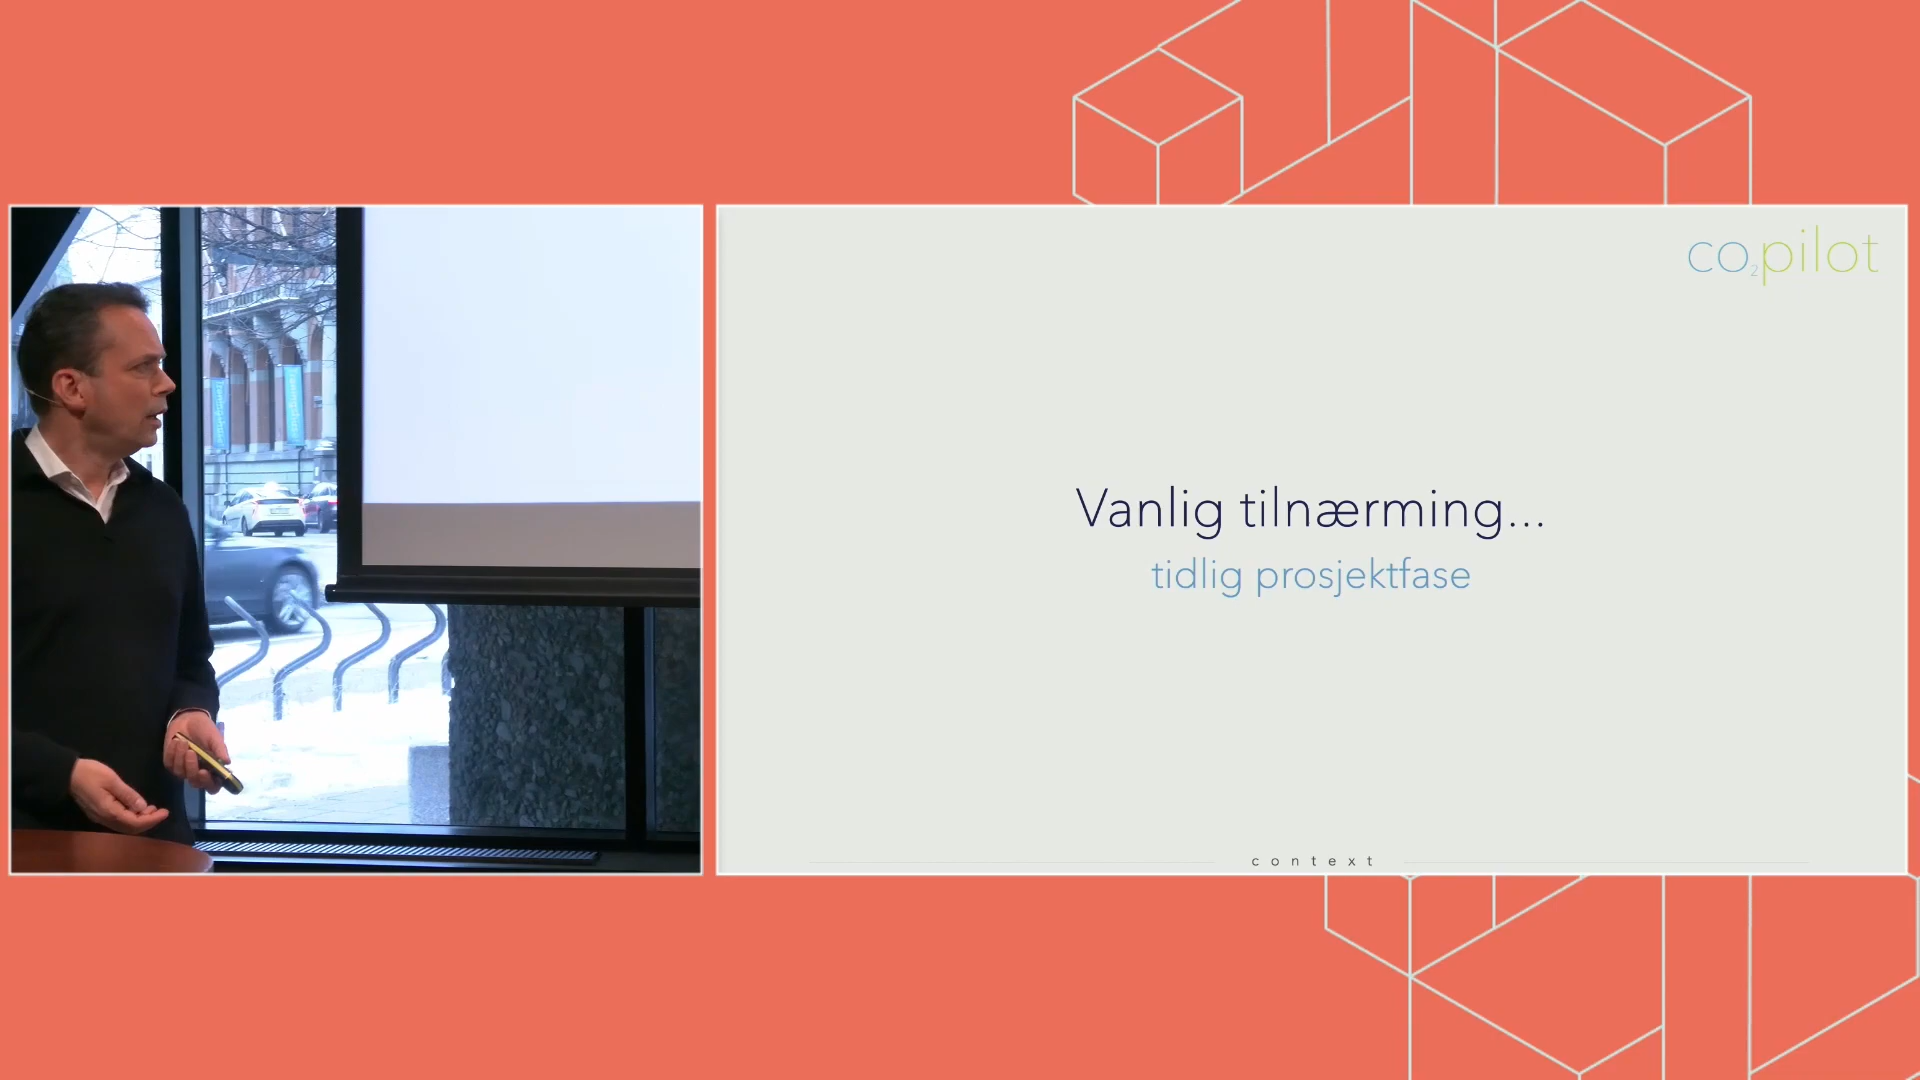 co₂pilot
Vanlig tilnærming...
tidlig prosjektfase
context